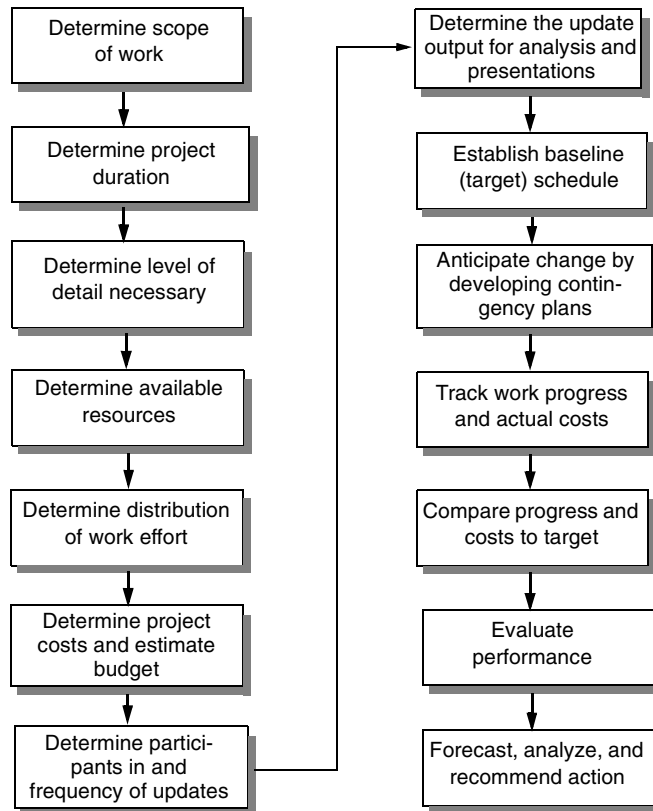 Determine scope
of work
Determine project
duration
Determine level of
detail necessary
Determine available
resources
Determine distribution
of work effort
Determine project
costs and estimate
budget
Determine partici-
pants in and
frequency of updates
Determine the update
output for analysis and
presentations
Establish baseline
(target) schedule
Anticipate change by
developing contin-
gency plans
Track work progress
and actual costs
Compare progress and
costs to target
Evaluate
performance
Forecast, analyze, and
recommend action